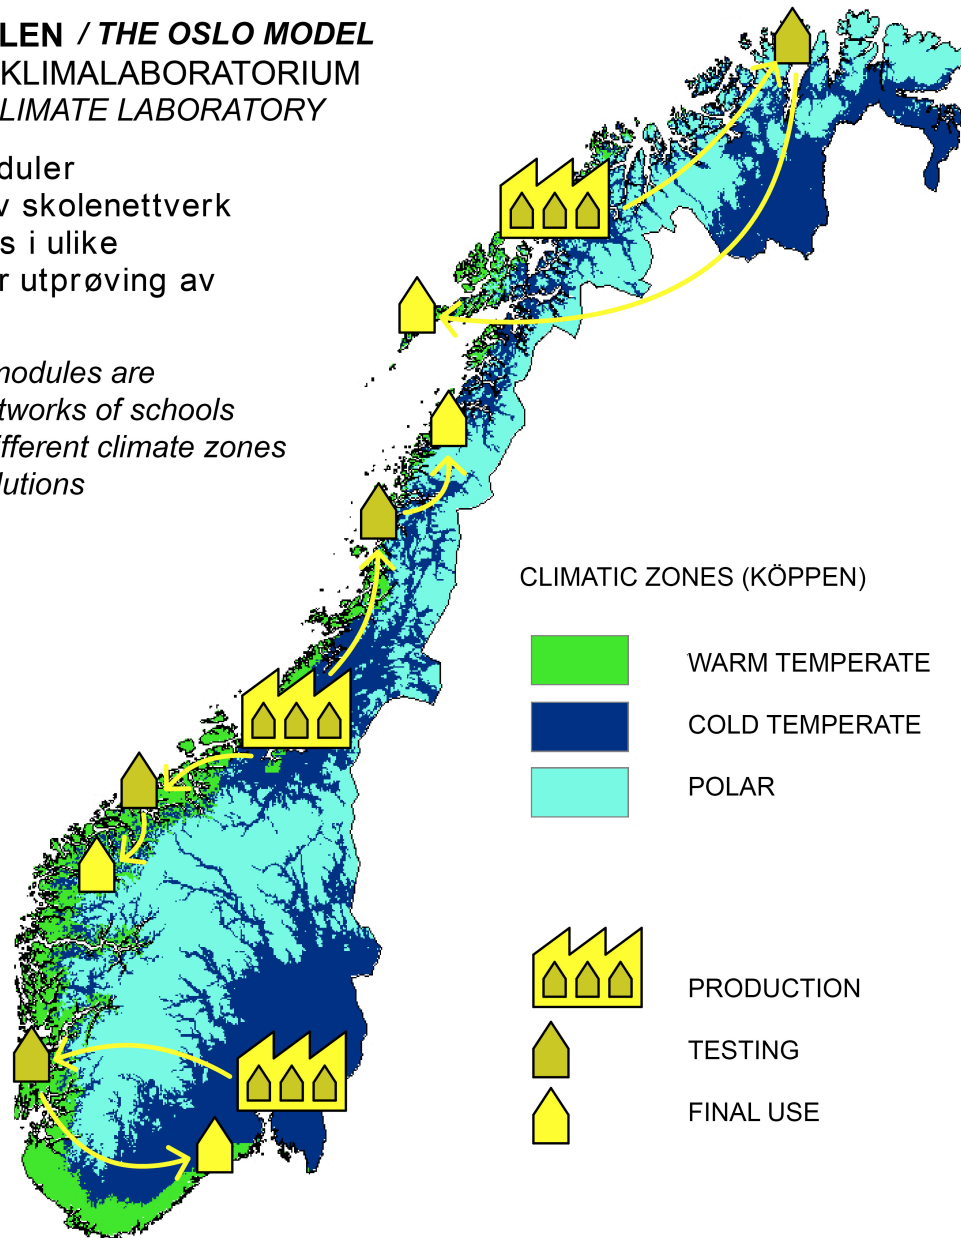 LEN / THE OSLO MODEL
KLIMALABORATORIUM
LIMATE LABORATORY
duler
v skolenettverk
s i ulike
r utprøving av
modules are
tworks of schools
ifferent climate zones
lutions
CLIMATIC ZONES (KÖPPEN)
WARM TEMPERATE
COLD TEMPERATE
POLAR
PRODUCTION
TESTING
FINAL USE